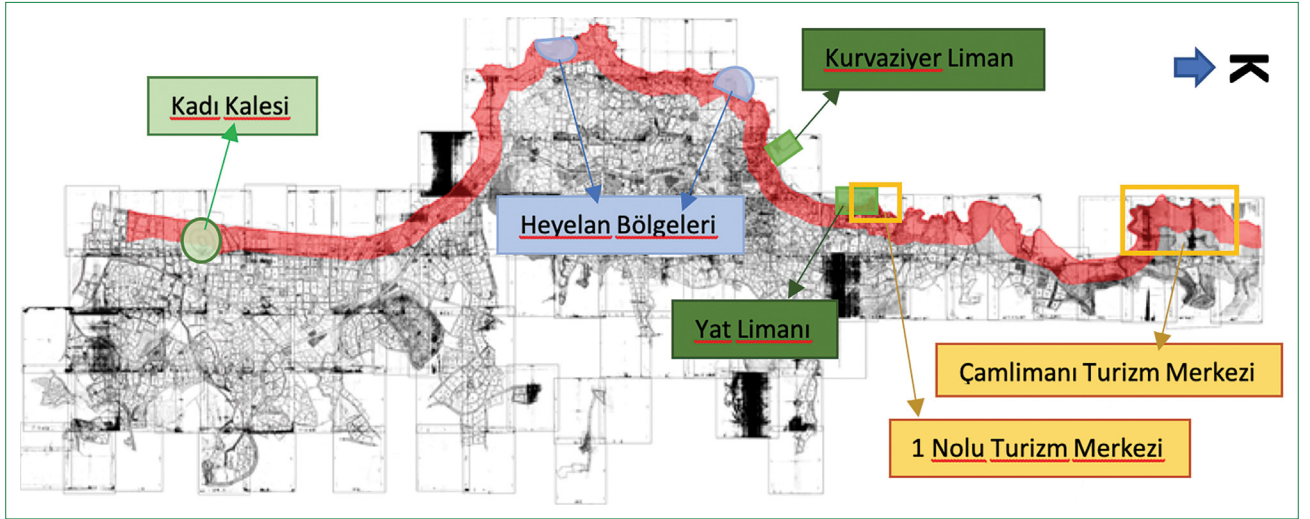 Kurvaziyer Liman
K
Kadı Kalesi
Heyelan Bölgeleri
Yat Limanı
Çamlimanı Turizm Merkezi
1 Nolu Turizm Merkezi